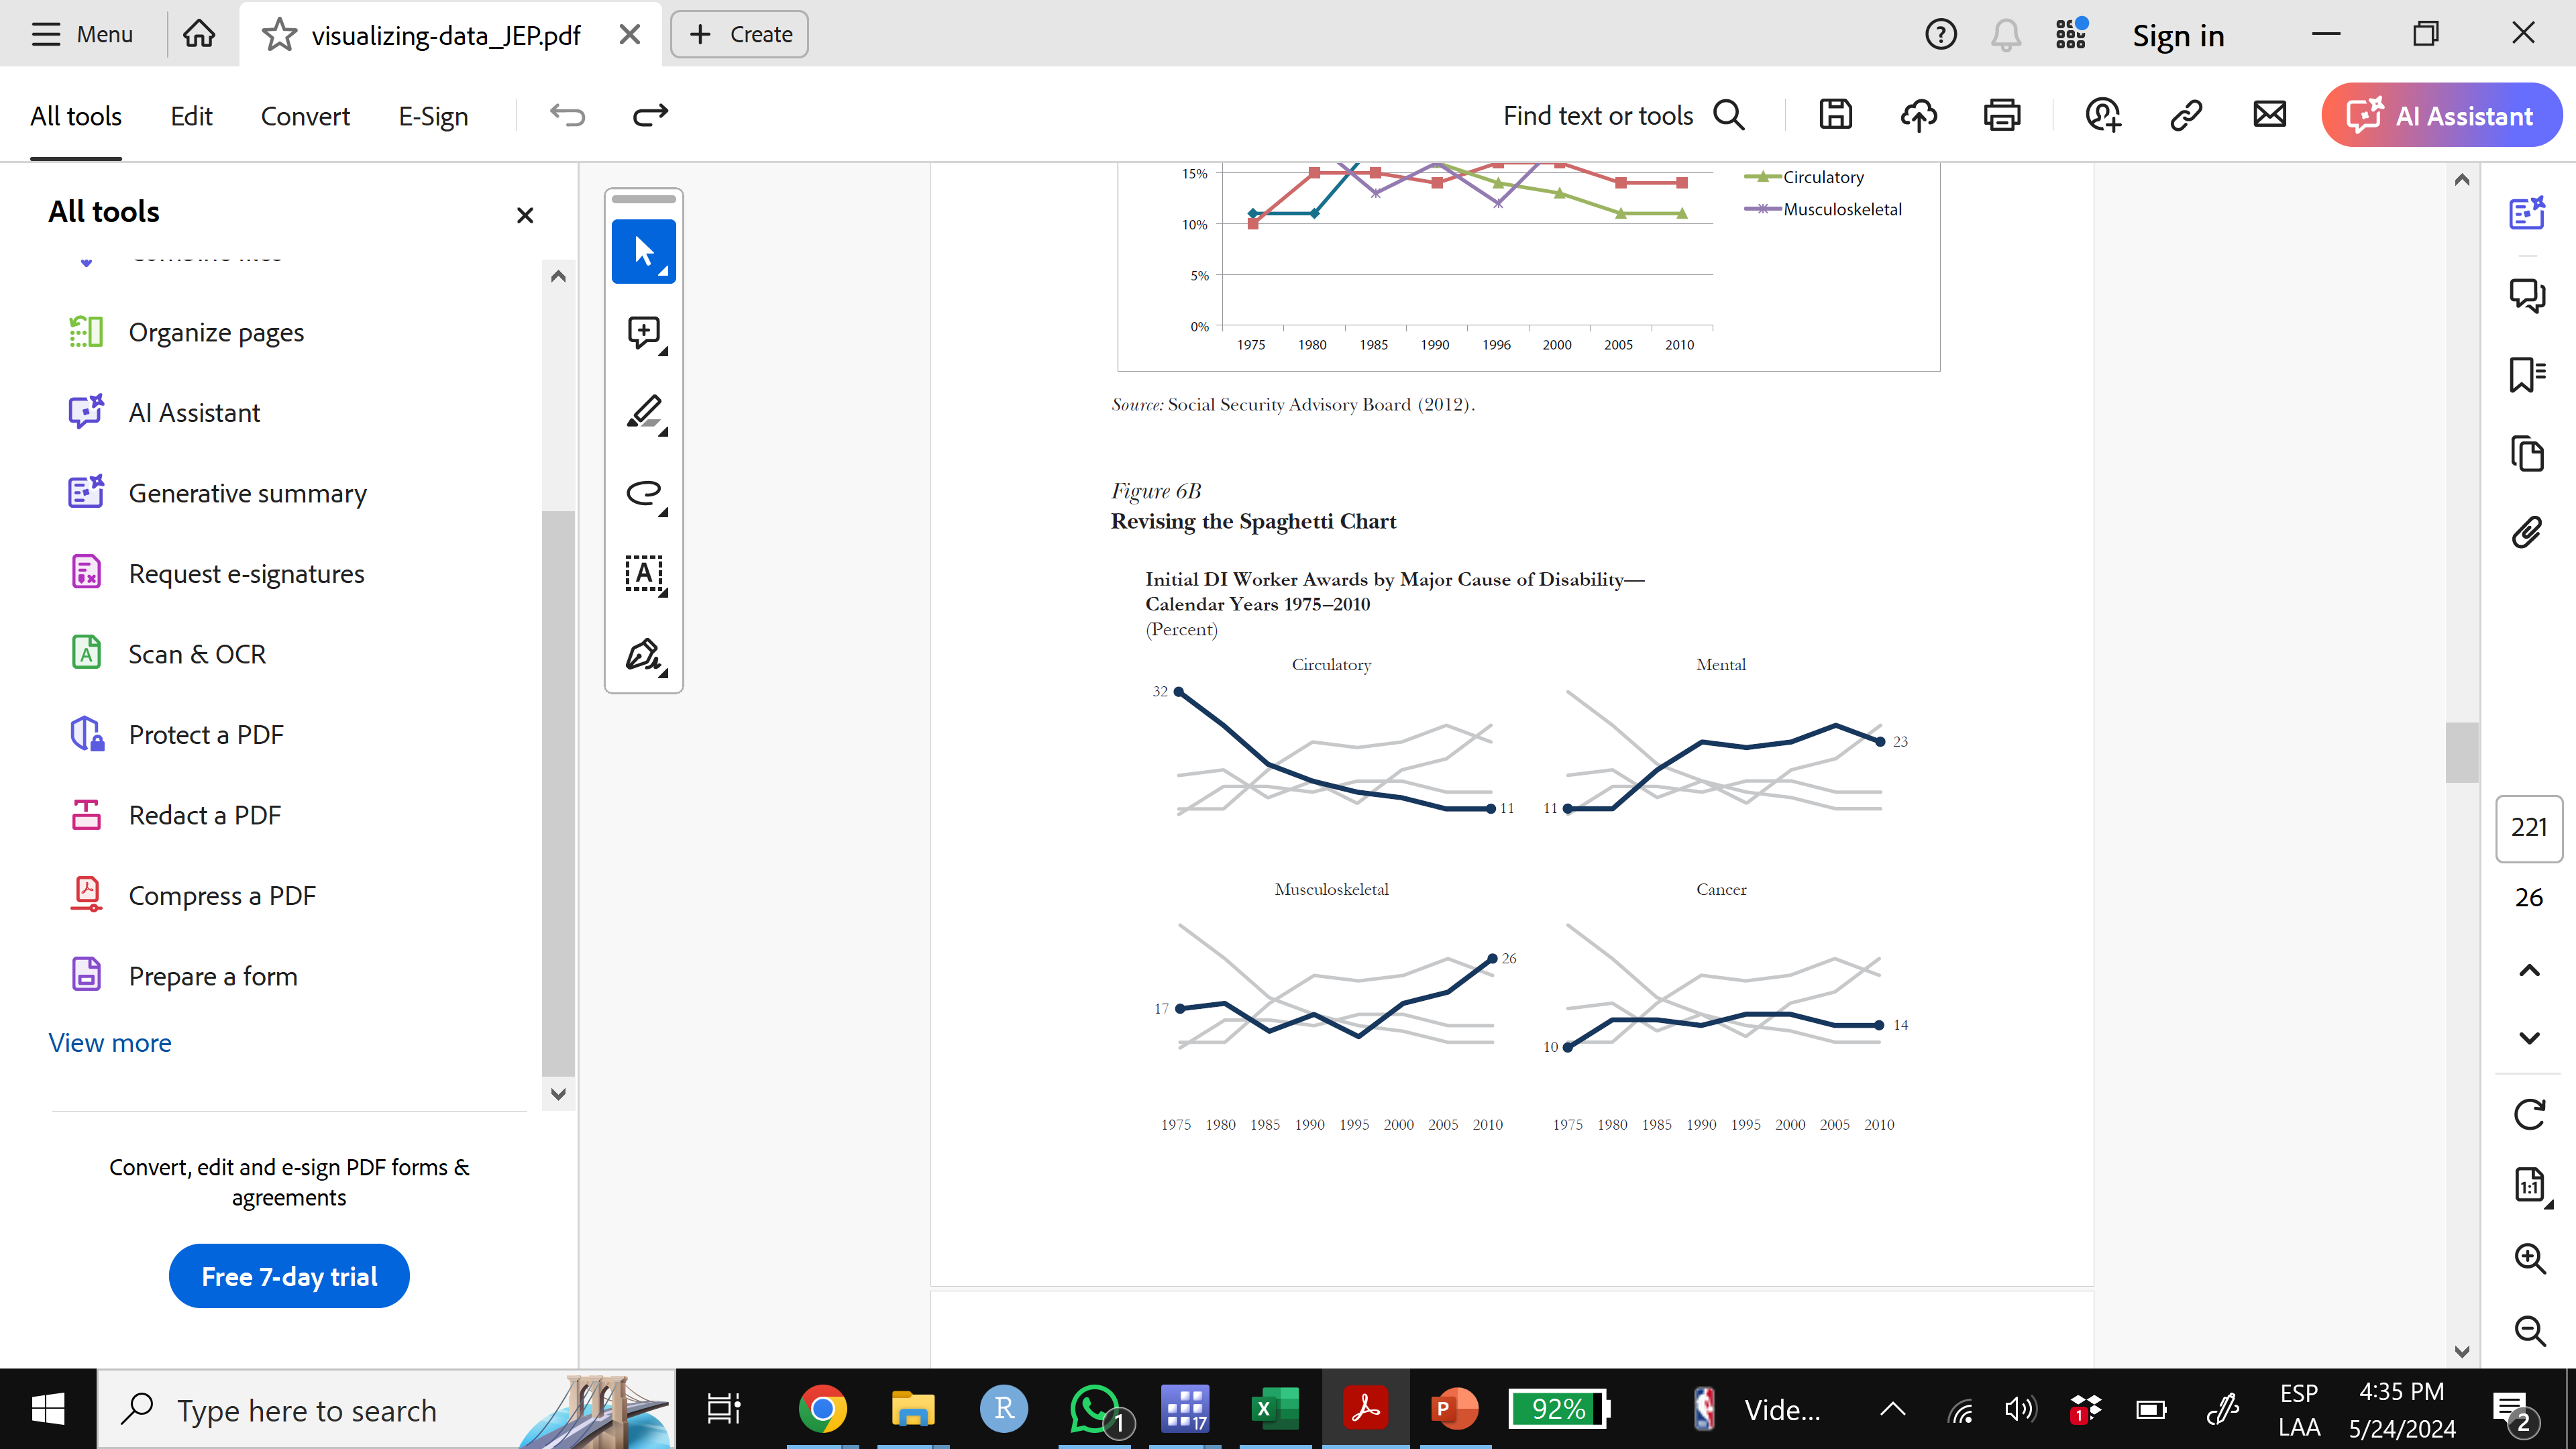 Menu
visualizing-data_JEP.pdf
Create
Sign in
All tools
Edit
Convert
E-Sign
Find text or tools
AI Assistant
All tools
Organize pages
AI Assistant
Generative summary
Request e-signatures
Scan & OCR
Protect a PDF
Redact a PDF
Compress a PDF
Prepare a form
View more
Convert, edit and e-sign PDF forms &
agreements
Free 7-day trial
15%
10%
5%
0%
1975 1980 1985 1990 1996 2000 2005 2010
Circulatory
Musculoskeletal
Source: Social Security Advisory Board (2012).
Figure 6B
Revising the Spaghetti Chart
Initial DI Worker Awards by Major Cause of Disability—
Calendar Years 1975–2010
(Percent)
Circulatory
32
11
Mental
11
23
Musculoskeletal
17
26
Cancer
10
14
1975 1980 1985 1990 1995 2000 2005 2010
1975 1980 1985 1990 1995 2000 2005 2010
221
26
1:1
Type here to search
R
1
17
X
P
92%
Vide...
1
ESP
LAA
4:35 PM
5/24/2024
2